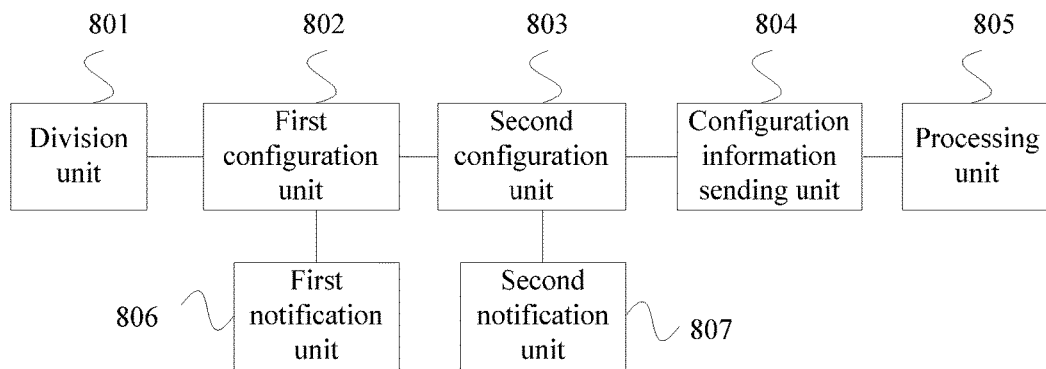 801
802
803
804
805
Division
unit
First
configuration
unit
Second
configuration
unit
Configuration
information
sending unit
Processing
unit
First
notification
unit
Second
notification
unit
806
807